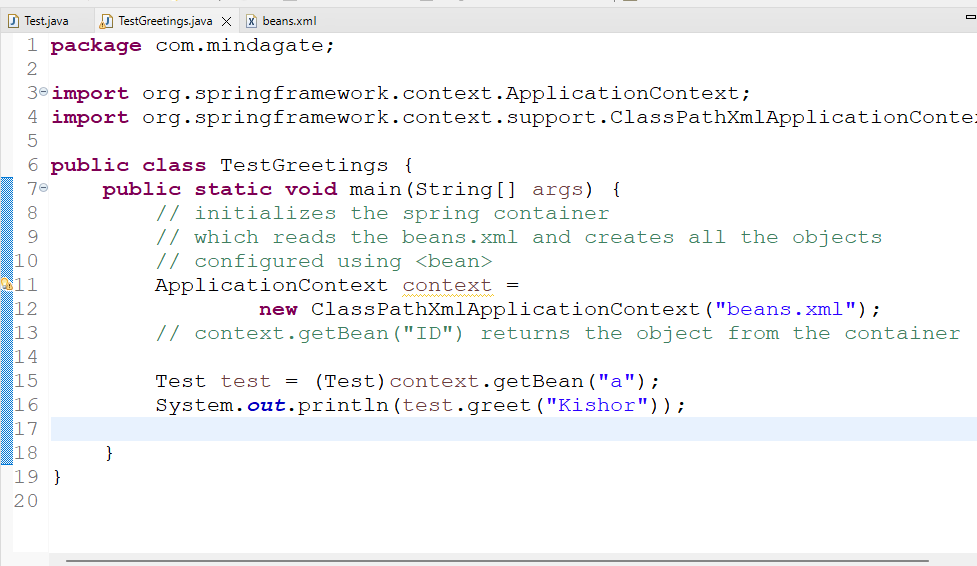 Test.java TestGreetings.java beans.xml
1 package com.mindagate;
2
3 import org.springframework.context.ApplicationContext;
4 import org.springframework.context.support.ClassPathXmlApplicationConte
5
6 public class TestGreetings {
7 public static void main(String[] args) {
8 // initializes the spring container
9 // which reads the beans.xml and creates all the objects
10 // configured using <bean>
11 ApplicationContext context =
12 new ClassPathXmlApplicationContext("beans.xml");
13 // context.getBean("ID") returns the object from the container
14
15 Test test = (Test)context.getBean("a");
16 System.out.println(test.greet("Kishor"));
17
18 }
19 }
20